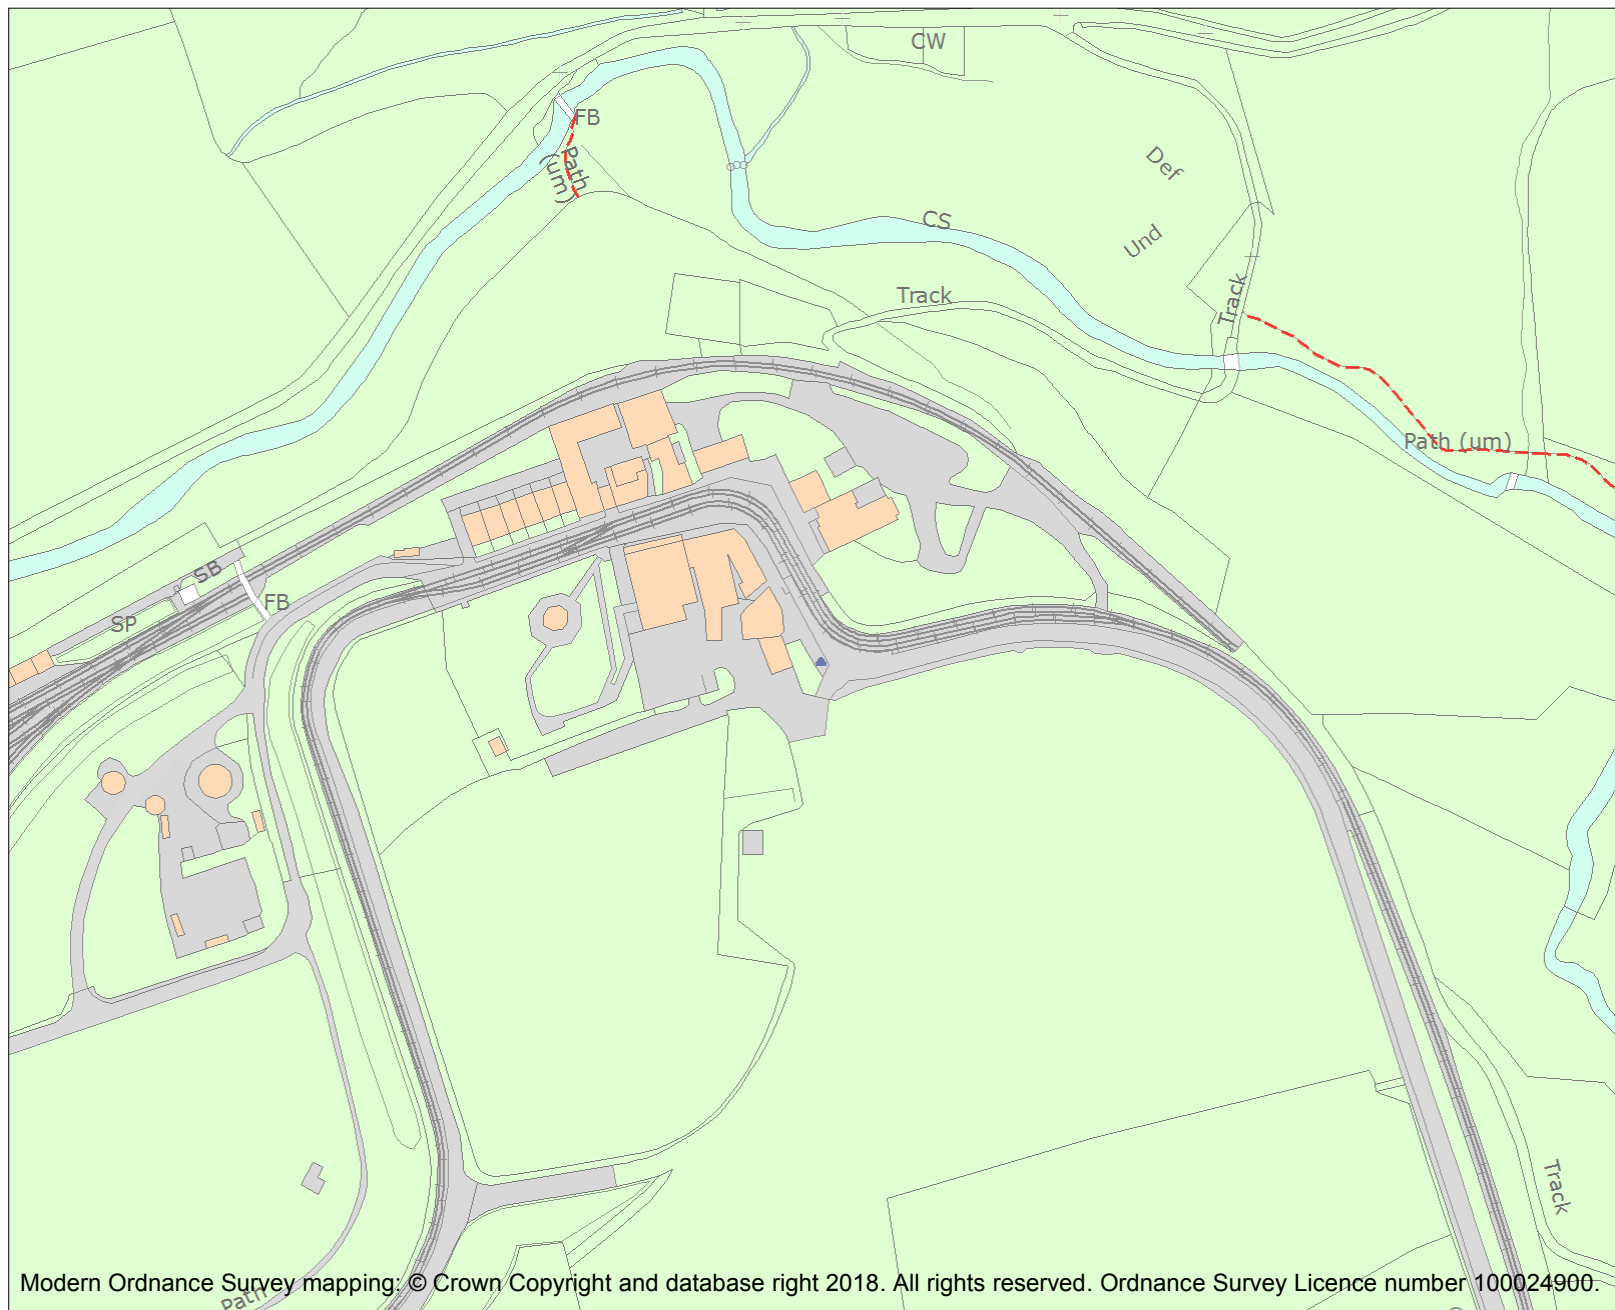 CW
FB
Path
(um)
Def
CS
Und
Track
Track
Path (um)
SB
FB
SP
Track
Path
Modern Ordnance Survey mapping: © Crown Copyright and database right 2018. All rights reserved. Ordnance Survey Licence number 100024900.